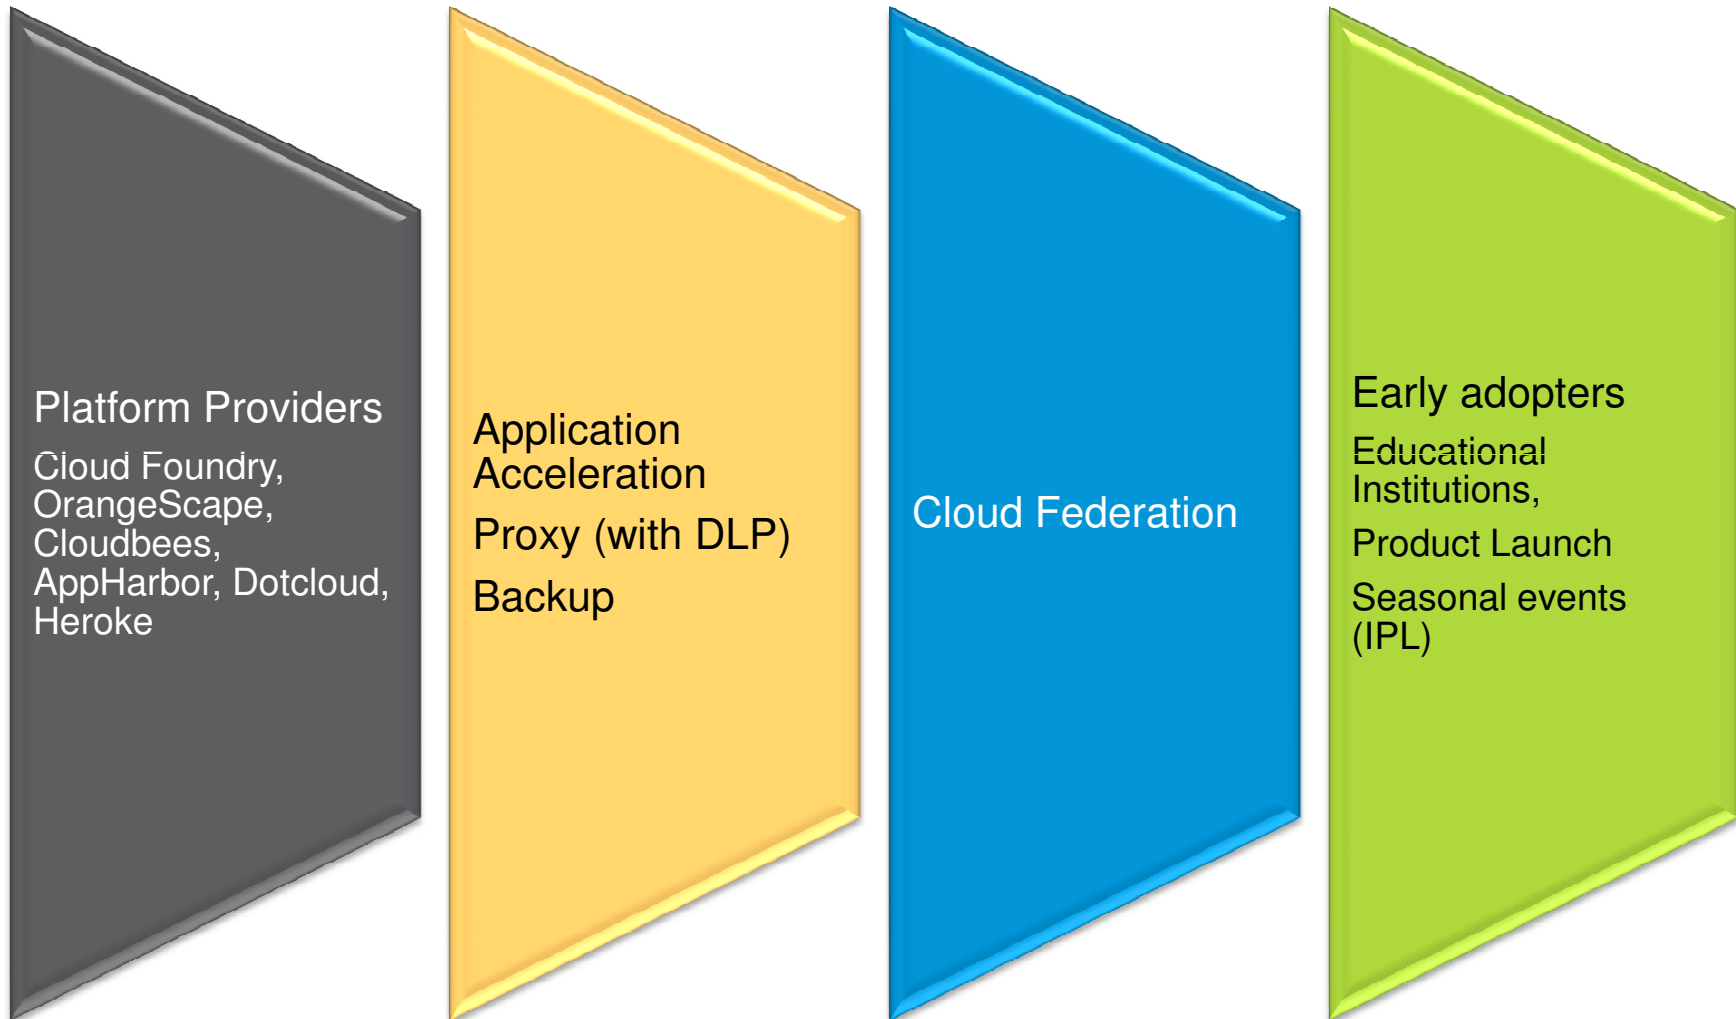 Platform Providers
Cloud Foundry,
OrangeScape,
Cloudbees,
AppHarbor, Dotcloud,
Heroke
Application
Acceleration
Proxy (with DLP)
Backup
Cloud Federation
Early adopters
Educational
Institutions,
Product Launch
Seasonal events
(IPL)